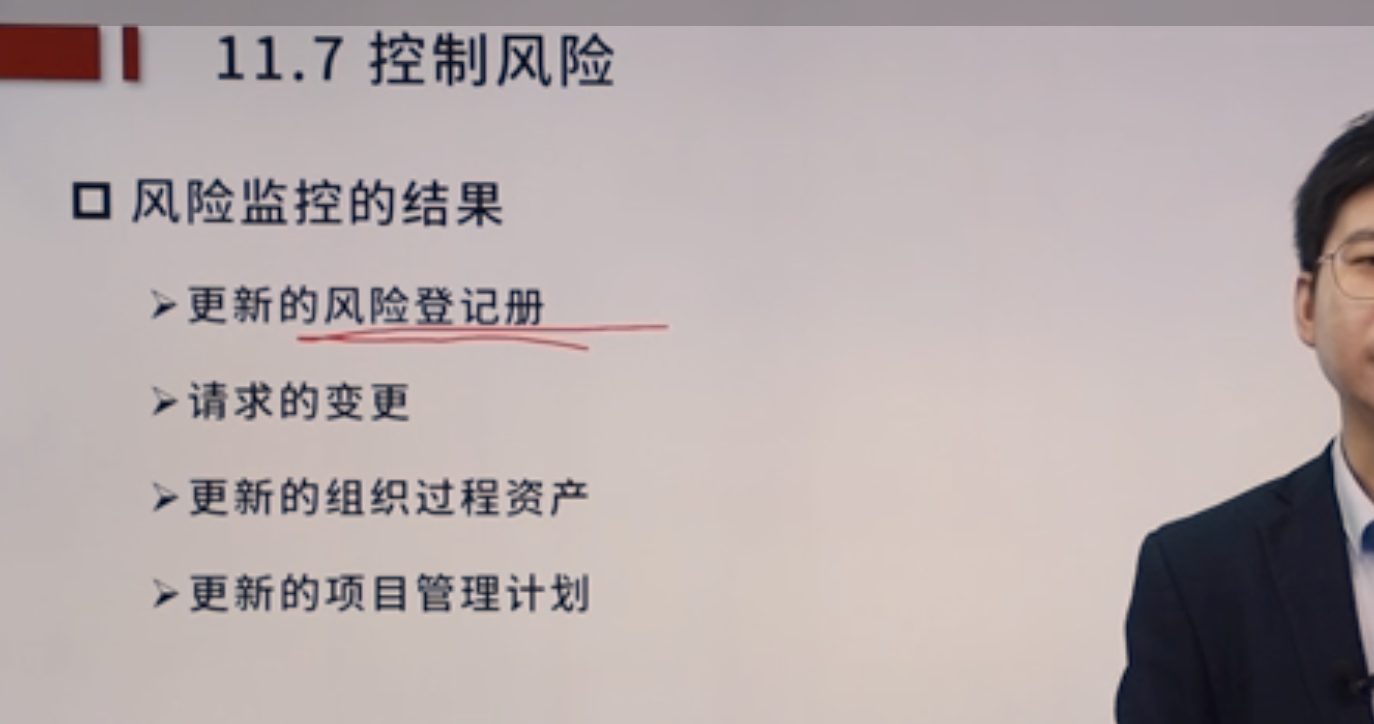 11.7 控制风险
风险监控的结果
更新的风险登记册
请求的变更
更新的组织过程资产
更新的项目管理计划